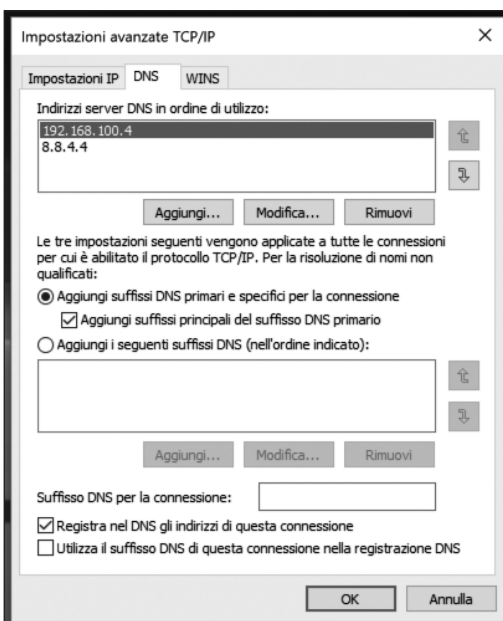 Impostazioni avanzate TCP/IP
Impostazioni IP DNS WINS
Indirizzi server DNS in ordine di utilizzo:
192.168.100.4
8.8.4.4
Aggiungi... Modifica... Rimuovi
Le tre impostazioni seguenti vengono applicate a tutte le connessioni
per cui è abilitato il protocollo TCP/IP. Per la risoluzione di nomi non
qualificati:
Aggiungi suffissi DNS primari e specifici per la connessione
Aggiungi suffissi principali del suffisso DNS primario
Aggiungi i seguenti suffissi DNS (nell'ordine indicato):
Aggiungi... Modifica... Rimuovi
Suffisso DNS per la connessione:
Registra nel DNS gli indirizzi di questa connessione
Utilizza il suffisso DNS di questa connessione nella registrazione DNS
OK Annulla